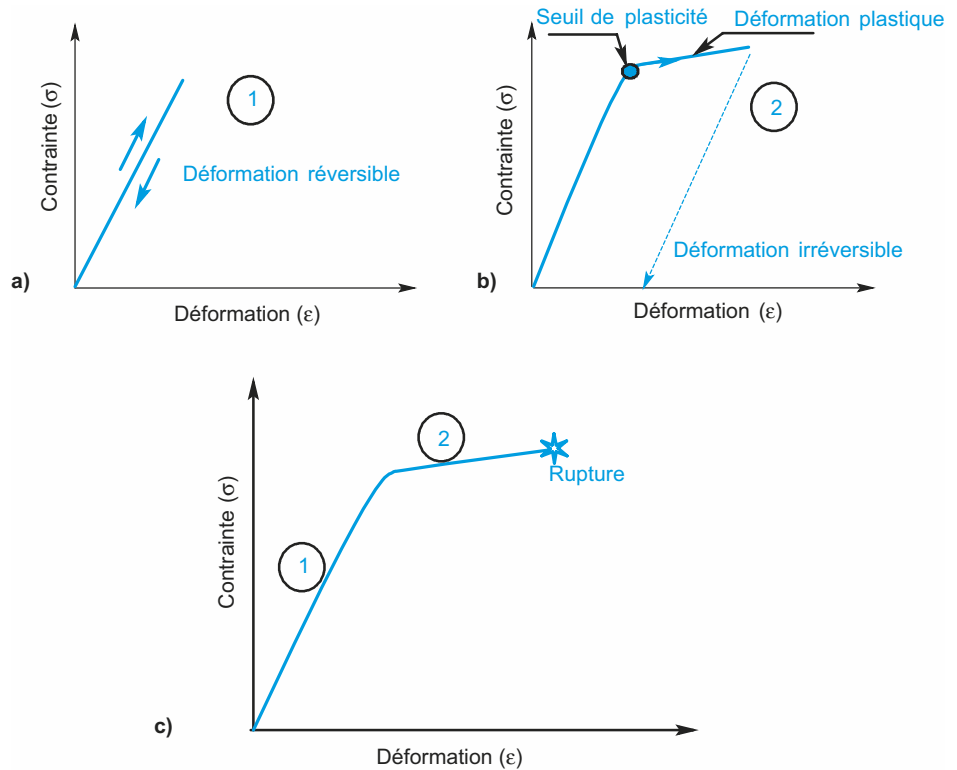 Contrainte (σ)
1
Déformation réversible
a)
Déformation (ε)
Seuil de plasticité
Déformation plastique
Contrainte (σ)
2
Déformation irréversible
b)
Déformation (ε)
Contrainte (σ)
2
Rupture
1
c)
Déformation (ε)